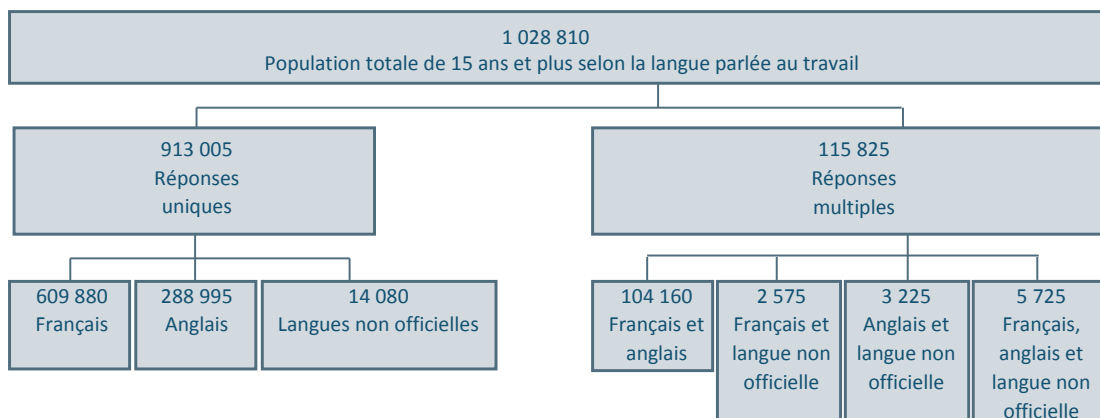 1 028 810
Population totale de 15 ans et plus selon la langue parlée au travail
913 005
Réponses
uniques
115 825
Réponses
multiples
609 880
Français
288 995
Anglais
14 080
Langues non officielles
104 160
Français et
anglais
2 575
Français et
langue non
officielle
3 225
Anglais et
langue non
officielle
5 725
Français,
anglais et
langue non
officielle